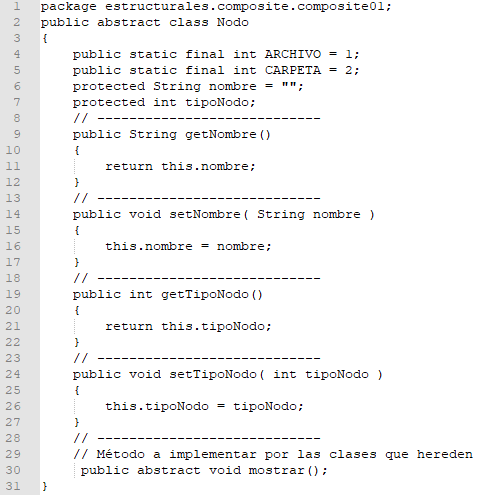 1 package estructurales.composite.composite01;
2 public abstract class Nodo
3 {
4 public static final int ARCHIVO = 1;
5 public static final int CARPETA = 2;
6 protected String nombre = "";
7 protected int tipoNodo;
8 // ----------------------------
9 public String getNombre()
10 {
11 return this.nombre;
12 }
13 // ----------------------------
14 public void setNombre( String nombre )
15 {
16 this.nombre = nombre;
17 }
18 // ----------------------------
19 public int getTipoNodo()
20 {
21 return this.tipoNodo;
22 }
23 // ----------------------------
24 public void setTipoNodo( int tipoNodo )
25 {
26 this.tipoNodo = tipoNodo;
27 }
28 // ----------------------------
29 // Método a implementar por las clases que hereden
30 public abstract void mostrar();
31 }